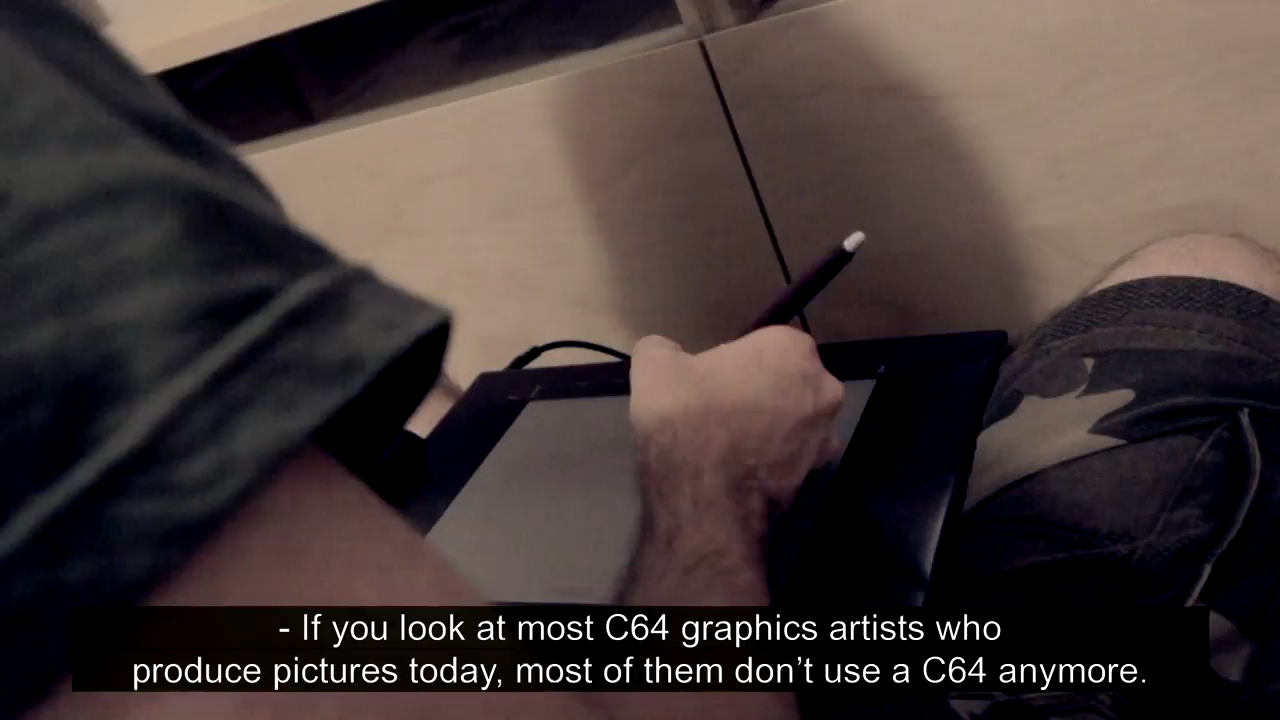 - If you look at most C64 graphics artists who
produce pictures today, most of them don’t use a C64 anymore.